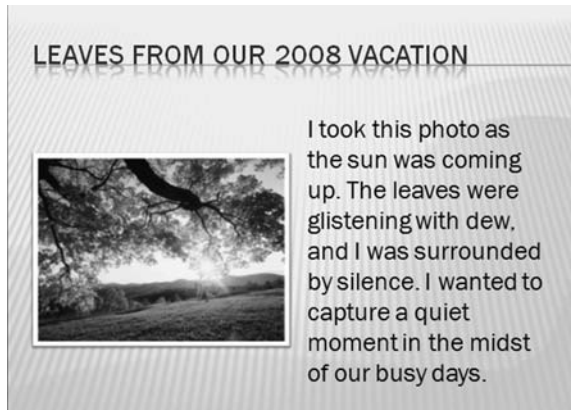 LEAVES FROM OUR 2008 VACATION
I took this photo as
the sun was coming
up. The leaves were
glistening with dew,
and I was surrounded
by silence. I wanted to
capture a quiet
moment in the midst
of our busy days.